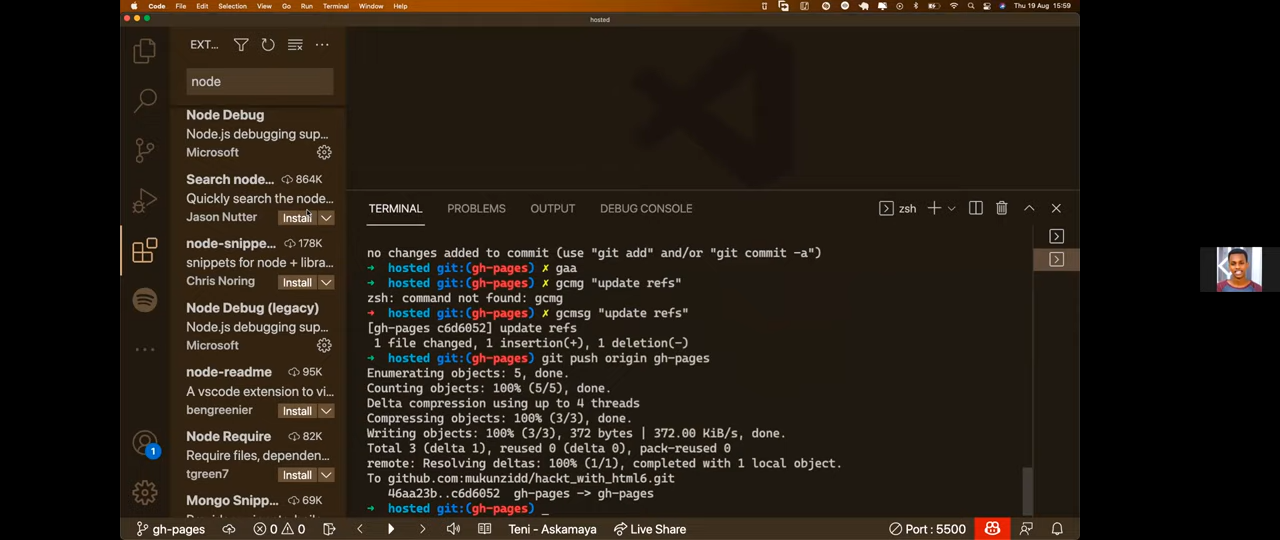 Code File Edit Selection View Go Run Terminal Window Help Thu 19 Aug 15:59
hosted
EXT...
node
Node Debug
Node.js debugging sup...
Microsoft
Search node... 864K
Quickly search the node...
Jason Nutter Install
node-snippe... 178K
snippets for node + libra...
Chris Noring Install
Node Debug (legacy)
Node.js debugging sup...
Microsoft
node-readme 95K
A vscode extension to vi...
bengreenier Install
Node Require 82K
Require files, dependen...
tgreen7 Install
Mongo Snipp... 69K
TERMINAL PROBLEMS OUTPUT DEBUG CONSOLE zsh
no changes added to commit (use "git add" and/or "git commit -a")
➜ hosted git:(gh-pages) ✗ gaa
➜ hosted git:(gh-pages) ✗ gcmg "update refs"
zsh: command not found: gcmg
➜ hosted git:(gh-pages) ✗ gcmsg "update refs"
[gh-pages c6d6052] update refs
1 file changed, 1 insertion(+), 1 deletion(-)
➜ hosted git:(gh-pages) git push origin gh-pages
Enumerating objects: 5, done.
Counting objects: 100% (5/5), done.
Delta compression using up to 4 threads
Compressing objects: 100% (3/3), done.
Writing objects: 100% (3/3), 372 bytes | 372.00 KiB/s, done.
Total 3 (delta 1), reused 0 (delta 0), pack-reused 0
remote: Resolving deltas: 100% (1/1), completed with 1 local object.
To github.com:mukunzidd/hackt_with_html6.git
46aa23b..c6d6052 gh-pages -> gh-pages
➜ hosted git:(gh-pages) _
1
gh-pages 0 0 Teni - Askamaya Live Share Port : 5500